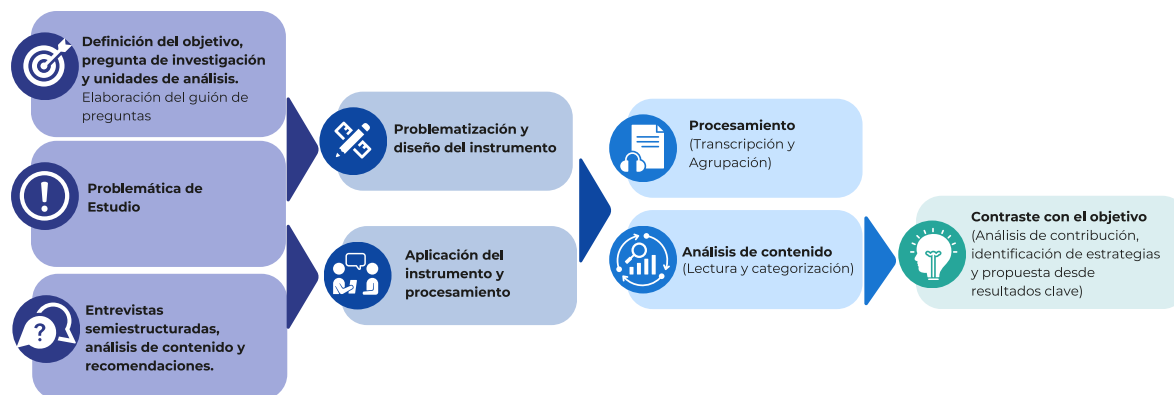 Definición del objetivo,
pregunta de investigación
y unidades de análisis.
Elaboración del guión de
preguntas
Problemática de
Estudio
Entrevistas
semiestructuradas,
análisis de contenido y
recomendaciones.
Problematización y
diseño del instrumento
Aplicación del
instrumento y
procesamiento
Procesamiento
(Transcripción y
Agrupación)
Análisis de contenido
(Lectura y categorización)
Contraste con el objetivo
(Análisis de contribución,
identificación de estrategias
y propuesta desde
resultados clave)